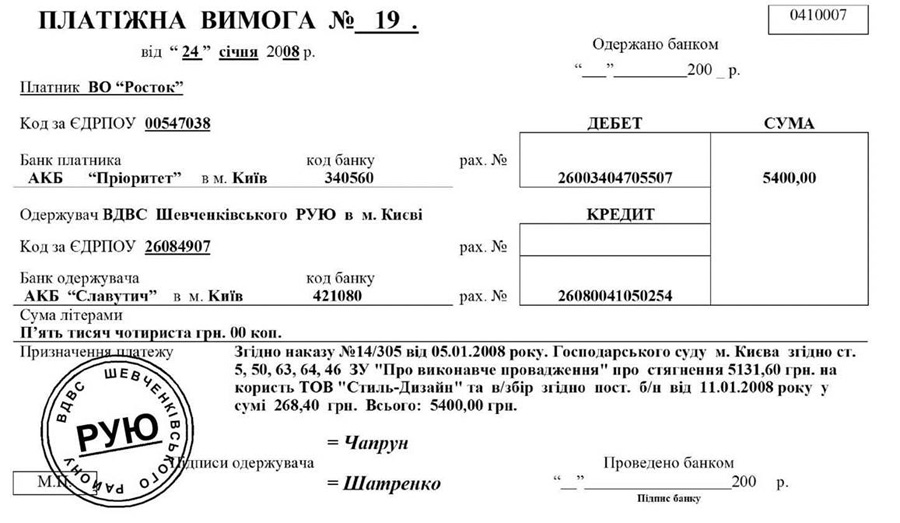 ПЛАТІЖНА ВИМОГА № 19 .
0410007
від “ 24 ” січня 2008 р.
Одержано банком
“___”__________200 _ р.
Платник ВО “Росток”
Код за ЄДРПОУ 00547038
ДЕБЕТ СУМА
Банк платника код банку рах. №
АКБ “Пріоритет” в м. Київ 340560 26003404705507 5400,00
Одержувач ВДВС Шевченківського РУЮ в м. Києві КРЕДИТ
Код за ЄДРПОУ 26084907 рах. №
Банк одержувача код банку
АКБ “Славутич” в м. Київ 421080 рах. № 26080041050254
Сума літерами
П’ять тисяч чотириста грн. 00 коп.
Призначення платежу Згідно наказу №14/305 від 05.01.2008 року. Господарського суду м. Києва згідно ст.
5, 50, 63, 64, 46 ЗУ "Про виконавче провадження" про стягнення 5131,60 грн. на
користь ТОВ "Стиль-Дизайн" та в/збір згідно пост. б/н від 11.01.2008 року у
сумі 268,40 грн. Всього: 5400,00 грн.
ВДВС ШЕВЧЕНКІВСЬКОГО РАЙОНУ
РУЮ
= Чапрун
Підписи одержувача
Проведено банком
М.П.
= Шатренко
“__”____________________200 р.
Підпис банку